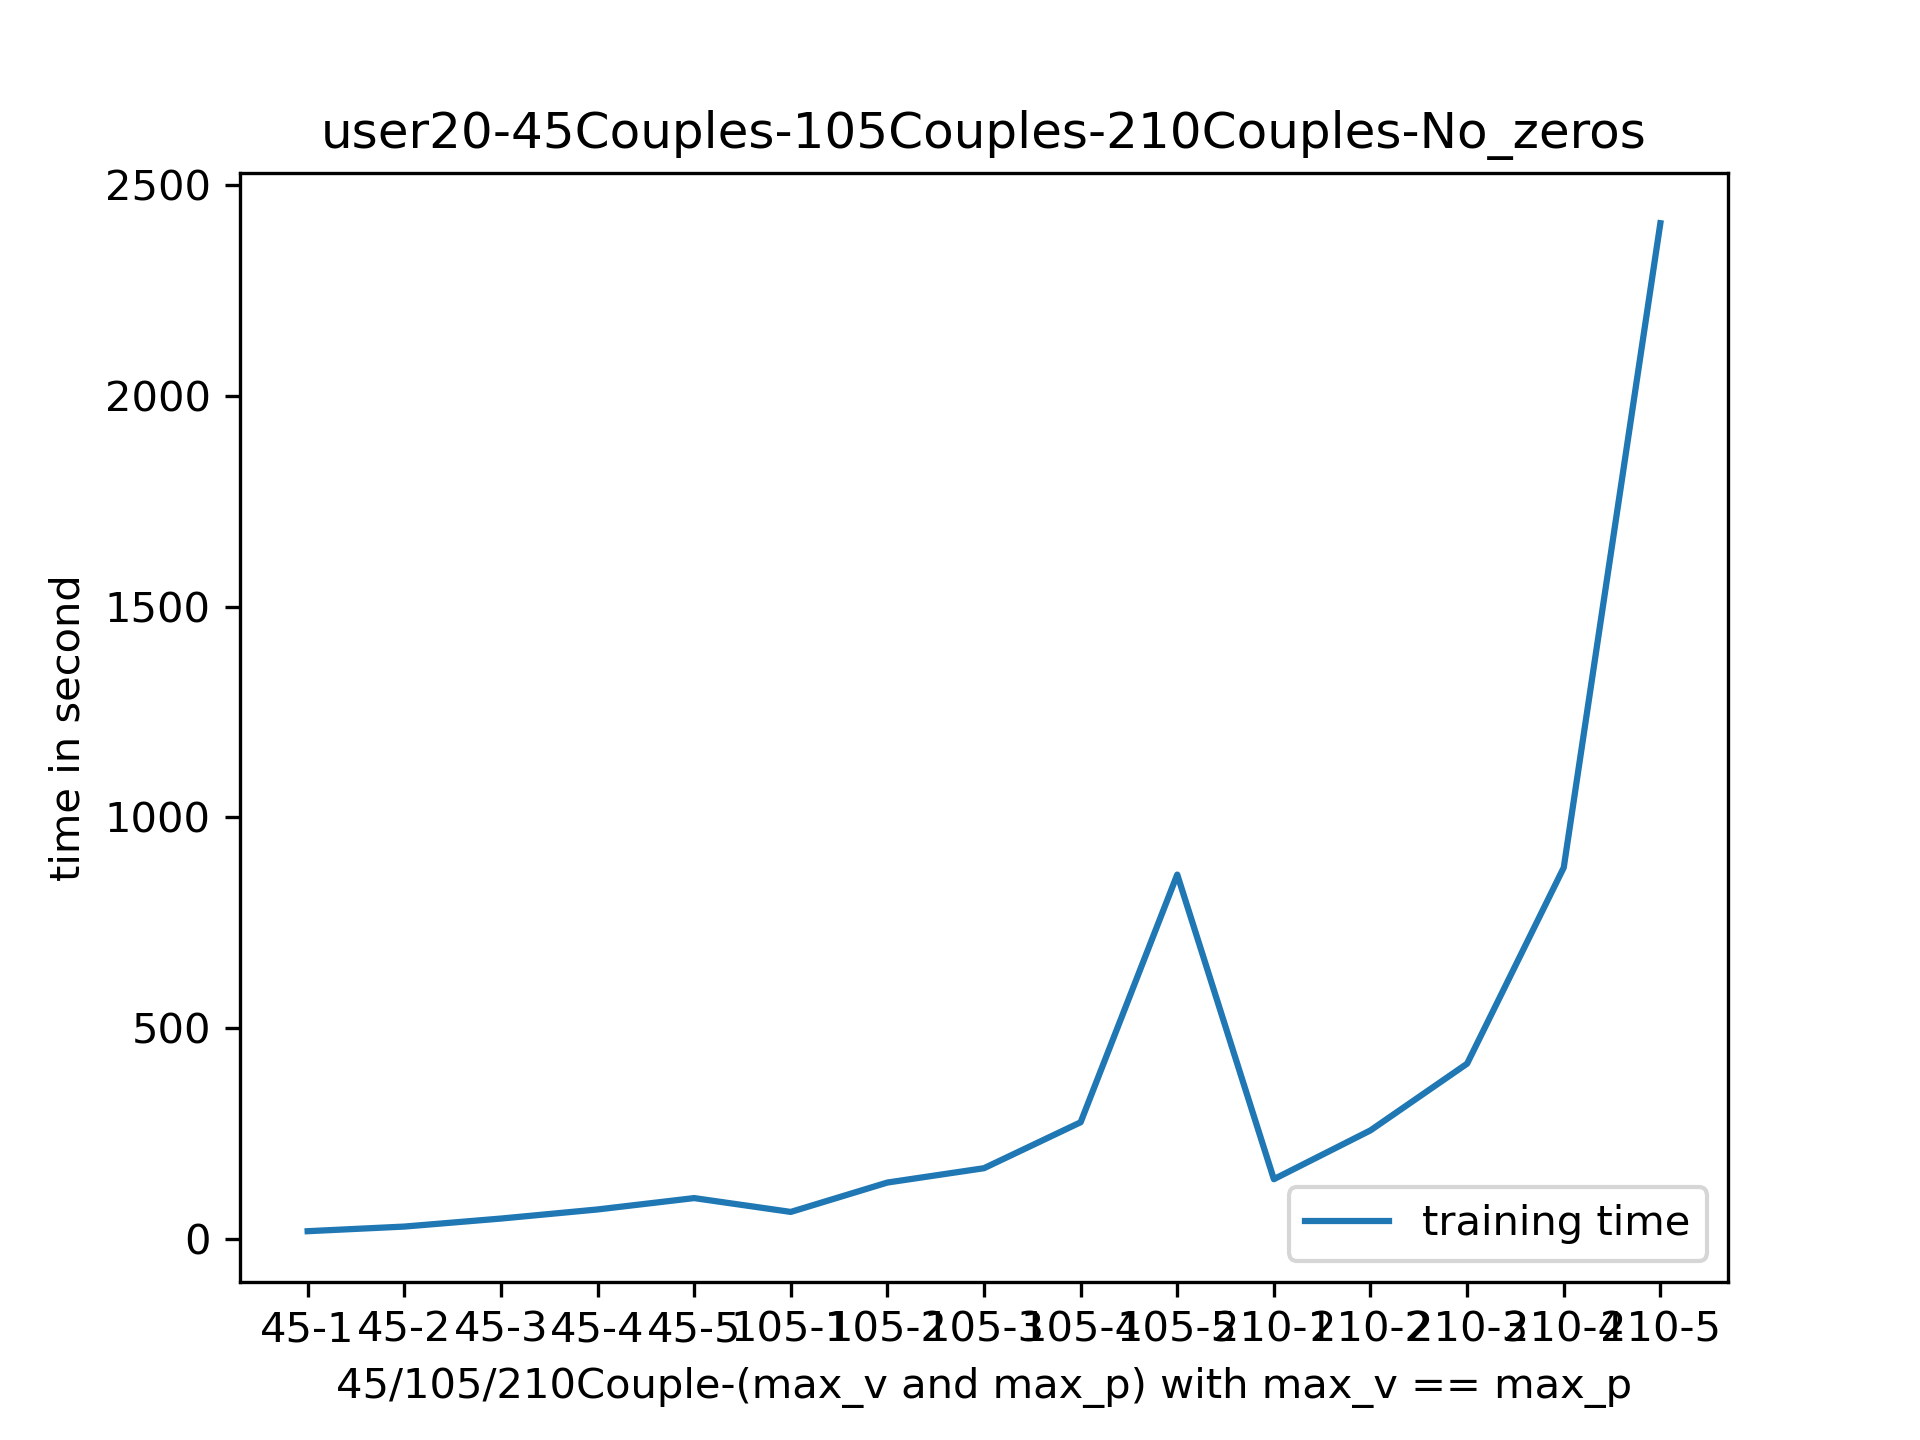 user20-45Couples-105Couples-210Couples-No_zeros
2500
2000
1500
1000
500
0
time in second
training time
45-1 45-2 45-3 45-4 45-5 105-1 105-2 105-3 105-4 105-5 210-1 210-2 210-3 210-4 210-5
45/105/210Couple-(max_v and max_p) with max_v == max_p